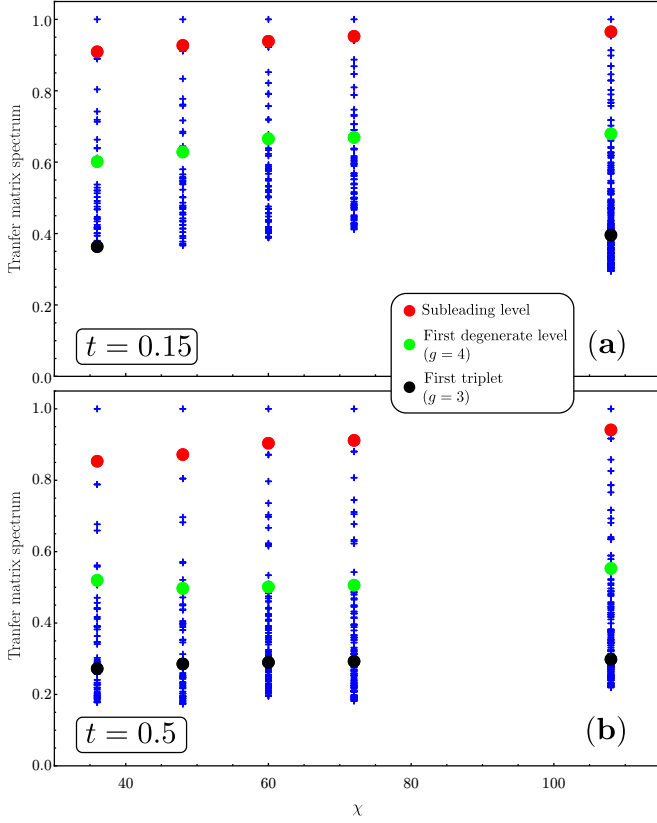 1.0
0.8
0.6
0.4
0.2
0.0
Tranfer matrix spectrum
t = 0.15
(a)
Subleading level
First degenerate level
(g = 4)
First triplet
(g = 3)
1.0
0.8
0.6
0.4
0.2
0.0
Tranfer matrix spectrum
t = 0.5
(b)
40 60 80 100
χ